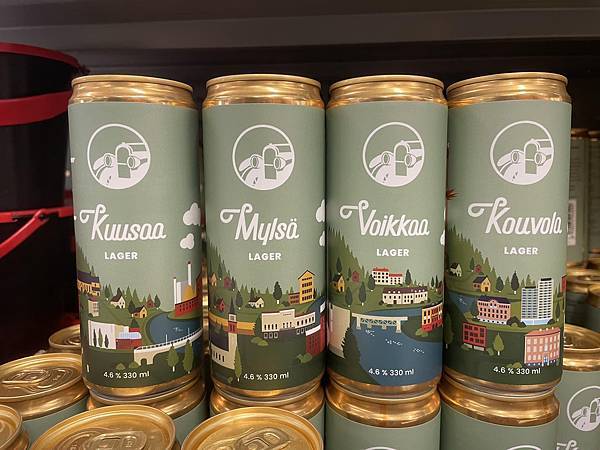 Kuusaa
LAGER
4.6 % 330 ml
Mylsä
LAGER
4.6 % 330 ml
Voikkaa
LAGER
4.6 % 330 ml
Kouvola
LAGER
4.6 % 330 ml